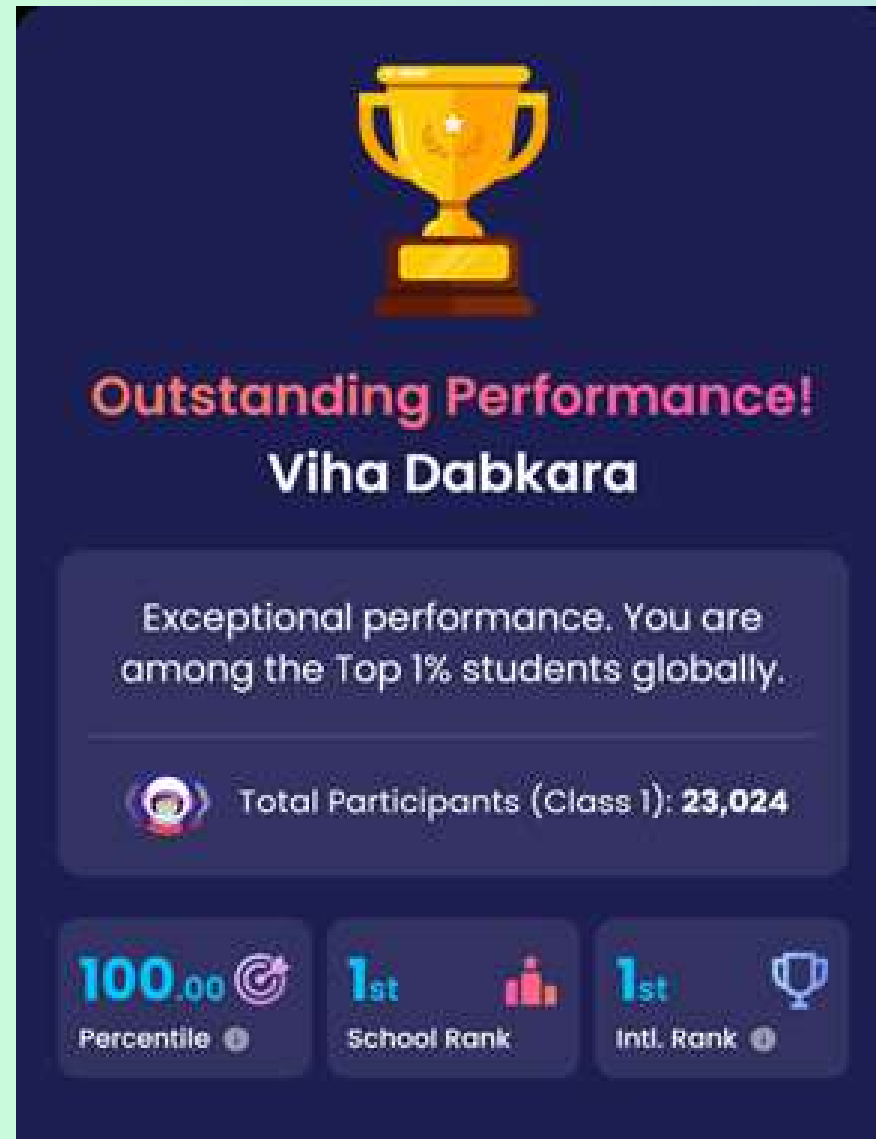 Outstanding Performance!
Viha Dabkara
Exceptional performance. You are
among the Top 1% students globally.
Total Participants (Class 1): 23,024
100.00
Percentile
1st
School Rank
1st
Intl. Rank